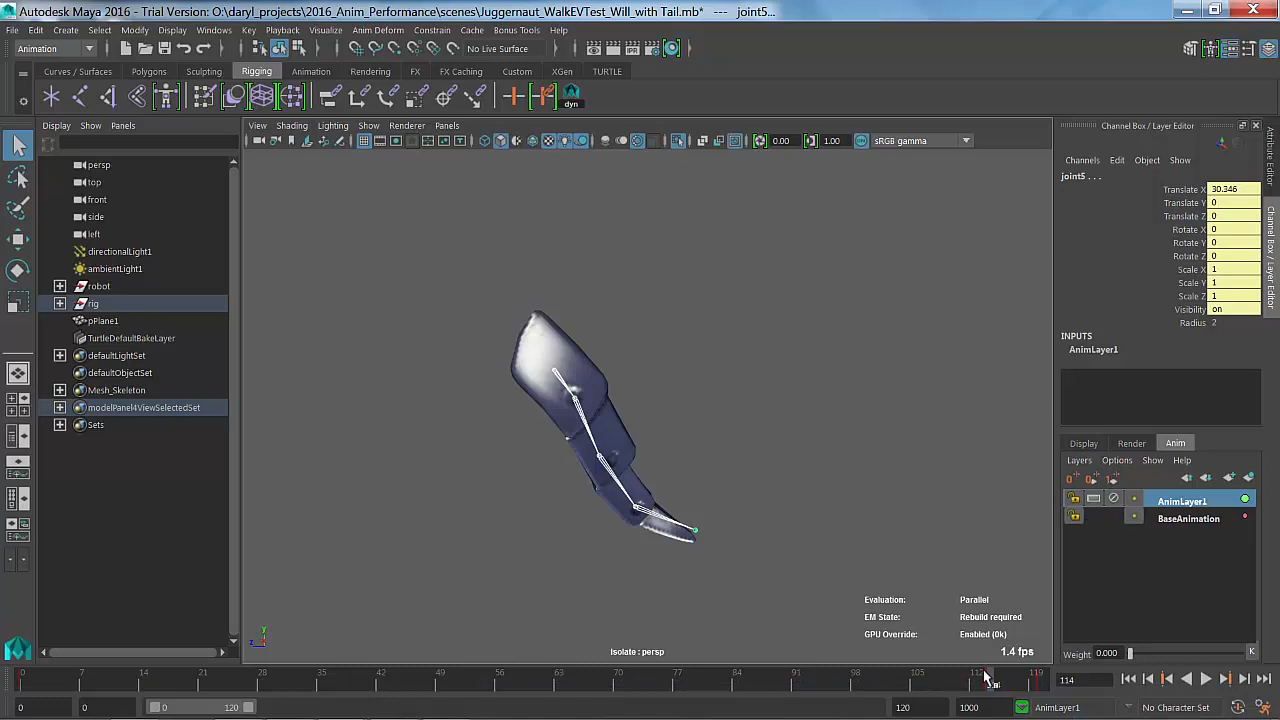 Autodesk Maya 2016 - Trial Version: O:\daryl_projects\2016_Anim_Performance\scenes\Juggernaut_WalkEVTest_Will_with Tail.mb* --- joint5...
File Edit Create Select Modify Display Windows Key Playback Visualize Anim Deform Constrain Cache Bonus Tools Help
Animation No Live Surface
Curves / Surfaces Polygons Sculpting Rigging Animation Rendering FX FX Caching Custom XGen TURTLE
dyn
Display Show Panels View Shading Lighting Show Renderer Panels Channel Box / Layer Editor
0.00 1.00 sRGB gamma
Channels Edit Object Show
Attribute Editor
Channel Box / Layer Editor
persp
top
front
side
left
directionalLight1
ambientLight1
robot
rig
pPlane1
TurtleDefaultBakeLayer
defaultLightSet
defaultObjectSet
Mesh_Skeleton
modelPanel4ViewSelectedSet
Sets
joint5 . . .
Translate X 30.346
Translate Y 0
Translate Z 0
Rotate X 0
Rotate Y 0
Rotate Z 0
Scale X 1
Scale Y 1
Scale Z 1
Visibility on
Radius 2
INPUTS
AnimLayer1
Display Render Anim
Layers Options Show Help
AnimLayer1
BaseAnimation
Weight 0.000 K
Evaluation: Parallel
EM State: Rebuild required
GPU Override: Enabled (0k)
1.4 fps
Isolate : persp
y
z
0 7 14 21 28 35 42 49 56 63 70 77 84 91 98 105 119 114
0 0 0 120 120 1000 AnimLayer1 No Character Set